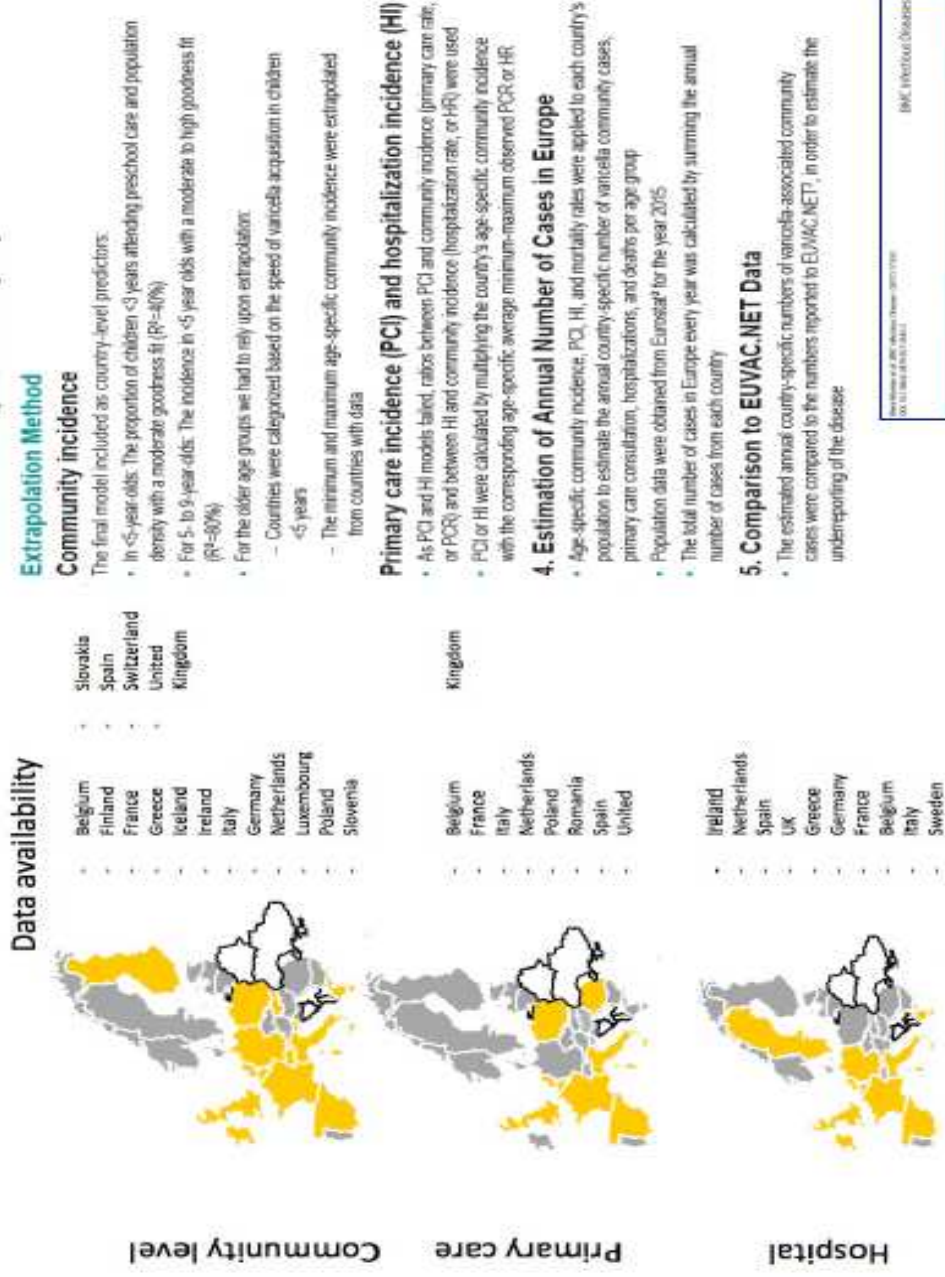 Data availability
Community level
- Belgium
- Finland
- France
- Greece
- Iceland
- Ireland
- Italy
- Germany
- Netherlands
- Luxembourg
- Poland
- Slovenia
- Slovakia
- Spain
- Switzerland
- United
Kingdom
Primary care
- Belgium
- France
- Italy
- Netherlands
- Poland
- Romania
- Spain
- United
Kingdom
Hospital
- Ireland
- Netherlands
- Spain
- UK
- Greece
- Germany
- France
- Belgium
- Italy
- Sweden
Extrapolation Method
Community incidence
The final model included as country-level predictors:
• In <5-year-olds: The proportion of children <3 years attending preschool care and population
density with a moderate goodness fit (R²=40%)
• For 5- to 9-year-olds: The incidence in <5 year olds with a moderate to high goodness fit
(R²=80%)
• For the older age groups we had to rely upon extrapolation:
– Countries were categorized based on the speed of varicella acquisition in children
<5 years
– The minimum and maximum age-specific community incidence were extrapolated
from countries with data
Primary care incidence (PCI) and hospitalization incidence (HI)
• As PCI and HI models failed, ratios between PCI and community incidence (primary care rate,
or PCR) and between HI and community incidence (hospitalization rate, or HR) were used
• PCI or HI were calculated by multiplying the country's age-specific community incidence
with the corresponding age-specific average minimum-maximum observed PCR or HR
4. Estimation of Annual Number of Cases in Europe
• Age-specific community incidence, PCI, HI, and mortality rates were applied to each country's
population to estimate the annual country-specific number of varicella community cases,
primary care consultation, hospitalizations, and deaths per age group
• Population data were obtained from Eurostat for the year 2015
• The total number of cases in Europe every year was calculated by summing the annual
number of cases from each country
5. Comparison to EUVAC.NET Data
• The estimated annual country-specific numbers of varicella-associated community
cases were compared to the numbers reported to EUVAC.NET⁷, in order to estimate the
underreporting of the disease
BMC Infectious Diseases